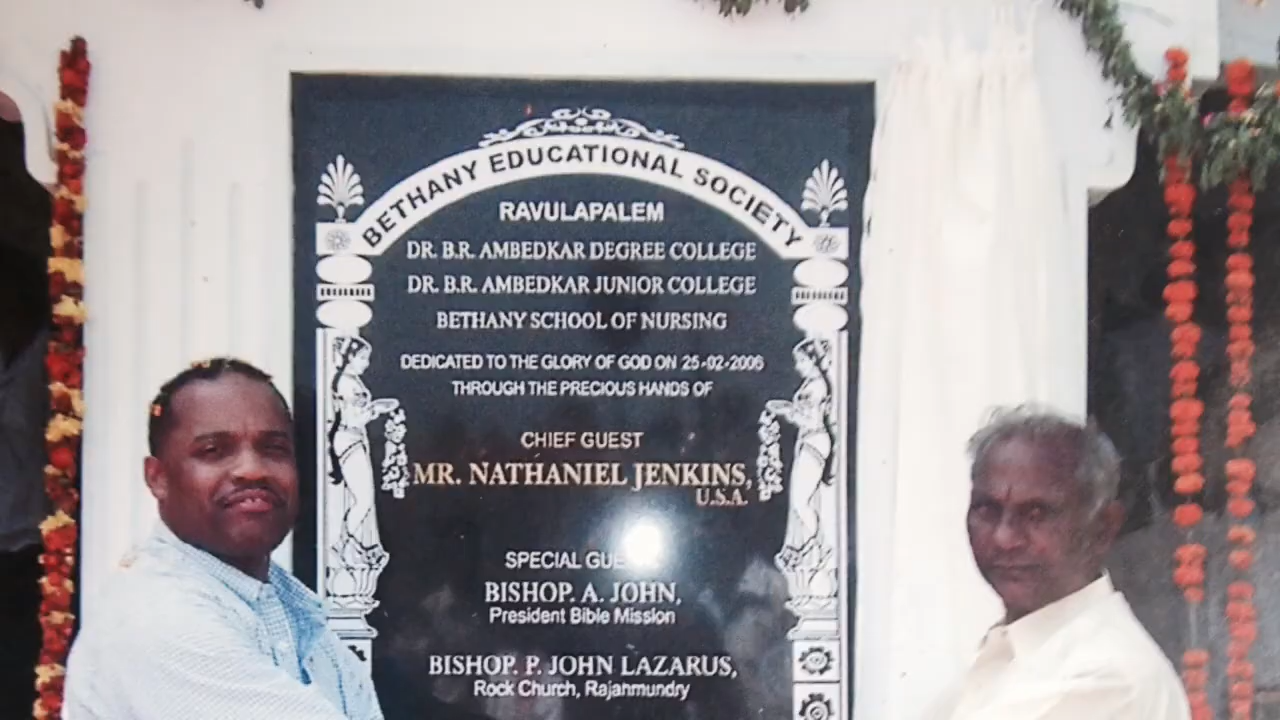 BETHANY EDUCATIONAL SOCIETY
RAVULAPALEM
DR. B.R. AMBEDKAR DEGREE COLLEGE
DR. B.R. AMBEDKAR JUNIOR COLLEGE
BETHANY SCHOOL OF NURSING
DEDICATED TO THE GLORY OF GOD ON 25-02-2006
THROUGH THE PRECIOUS HANDS OF
CHIEF GUEST
MR. NATHANIEL JENKINS,
U.S.A.
SPECIAL
BISHOP. A. JOHN,
President Bible Mission
BISHOP. P. JOHN LAZARUS,
Rock Church, Rajahmundry